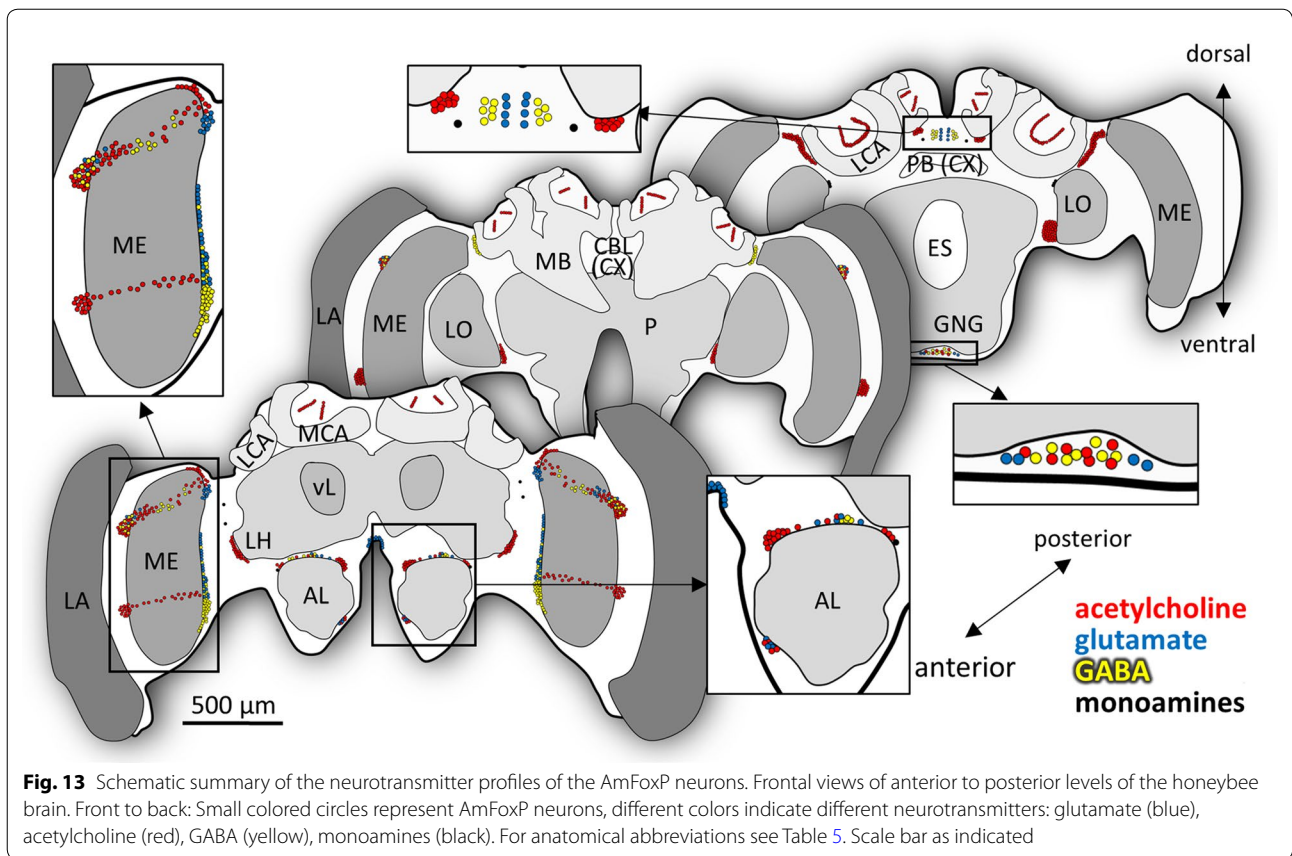 dorsal
ME
LCA
PB (CX)
LO
ME
ES
GNG
ventral
MB
CBL
(CX)
LA
ME
LO
P
LCA
MCA
vL
LH
ME
LA
AL
AL
posterior
anterior
acetylcholine
glutamate
GABA
monoamines
500 µm
Fig. 13 Schematic summary of the neurotransmitter profiles of the AmFoxP neurons. Frontal views of anterior to posterior levels of the honeybee
brain. Front to back: Small colored circles represent AmFoxP neurons, different colors indicate different neurotransmitters: glutamate (blue),
acetylcholine (red), GABA (yellow), monoamines (black). For anatomical abbreviations see Table 5. Scale bar as indicated